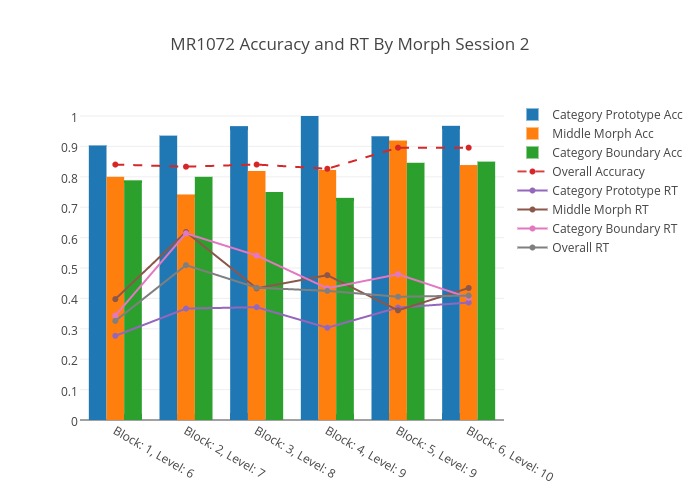 MR1072 Accuracy and RT By Morph Session 2
1
0.9
0.8
0.7
0.6
0.5
0.4
0.3
0.2
0.1
0
Block: 1, Level: 6
Block: 2, Level: 7
Block: 3, Level: 8
Block: 4, Level: 9
Block: 5, Level: 9
Block: 6, Level: 10
Category Prototype Acc
Middle Morph Acc
Category Boundary Acc
Overall Accuracy
Category Prototype RT
Middle Morph RT
Category Boundary RT
Overall RT